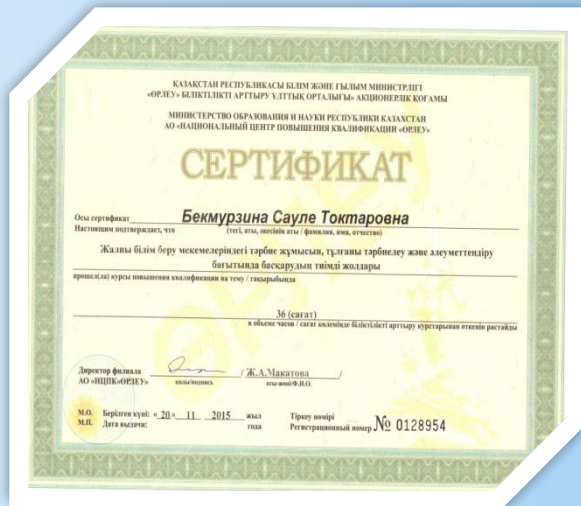 ҚАЗАҚСТАН РЕСПУБЛИКАСЫ БІЛІМ ЖӘНЕ ҒЫЛЫМ МИНИСТРЛІГІ
«ӨРЛЕУ» БІЛІКТІЛІКТІ АРТТЫРУ ҰЛТТЫҚ ОРТАЛЫҒЫ» АКЦИОНЕРЛІК ҚОҒАМЫ
МИНИСТЕРСТВО ОБРАЗОВАНИЯ И НАУКИ РЕСПУБЛИКИ КАЗАХСТАН
АО «НАЦИОНАЛЬНЫЙ ЦЕНТР ПОВЫШЕНИЯ КВАЛИФИКАЦИИ «ӨРЛЕУ»
СЕРТИФИКАТ
Осы сертификат Бекмурзина Сауле Токтаровна
Настоящим подтверждает, что (тегі, аты, әкесінің аты / фамилия, имя, отчество)
Жалпы білім беру мекемелеріндегі тәрбие жұмысын, тұлғаны тәрбиелеу және әлеуметтендіру
бағытында басқарудың тиімді жолдары
прошел(ла) курсы повышения квалификации на тему / тақырыбында
36 (сағат)
в объеме часов / сағат көлемінде біліктілікті арттыру курстарынан өткенін растайды
Директор филиала
АО «НЦПК«ӨРЛЕУ» / Ж.А.Макатова /
қолы/подпись аты-жөні/Ф.И.О.
М.О. Берілген күні: « 20 » 11 2015 жыл Тіркеу нөмірі
М.П. Дата выдачи: года Регистрационный номер № 0128954
ӨРЛЕУ